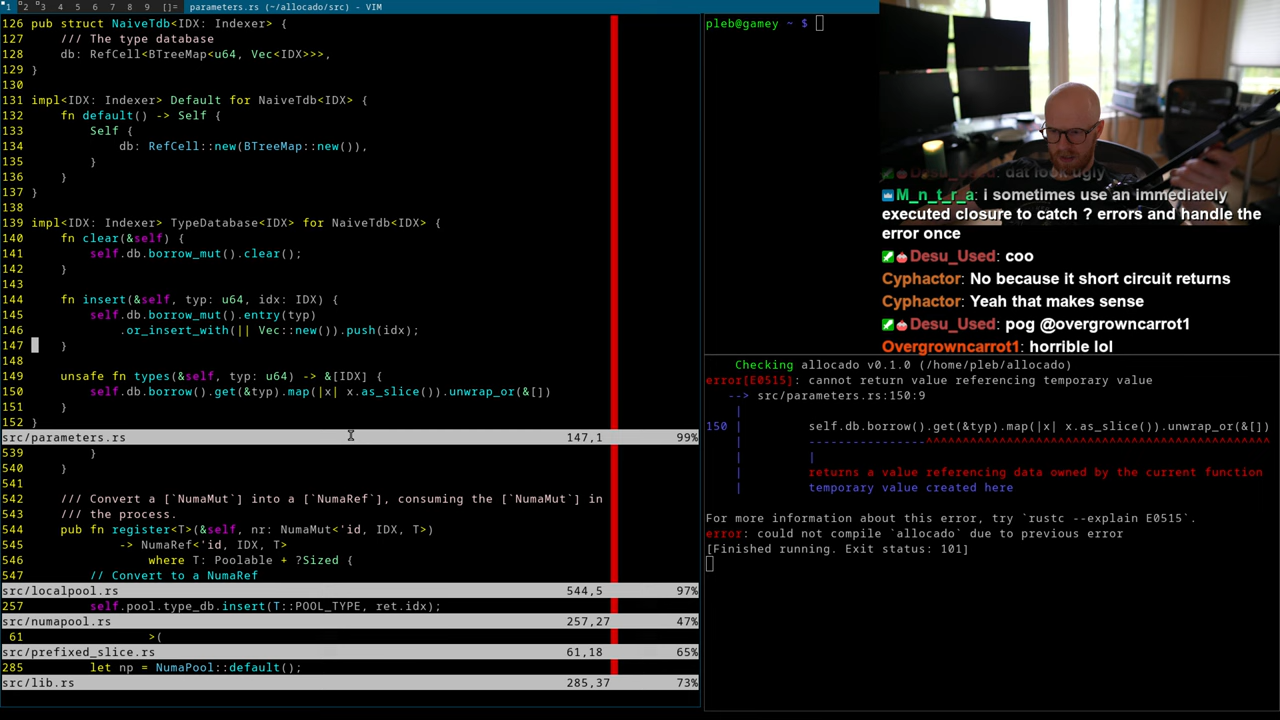 1 2 3 4 5 6 7 8 9 []= parameters.rs (~/allocado/src) - VIM
126 pub struct NaiveTdb<IDX: Indexer> {
127     /// The type database
128     db: RefCell<BTreeMap<u64, Vec<IDX>>>,
129 }
130
131 impl<IDX: Indexer> Default for NaiveTdb<IDX> {
132     fn default() -> Self {
133         Self {
134             db: RefCell::new(BTreeMap::new()),
135         }
136     }
137 }
138
139 impl<IDX: Indexer> TypeDatabase<IDX> for NaiveTdb<IDX> {
140     fn clear(&self) {
141         self.db.borrow_mut().clear();
142     }
143
144     fn insert(&self, typ: u64, idx: IDX) {
145         self.db.borrow_mut().entry(typ)
146             .or_insert_with(|| Vec::new()).push(idx);
147     }
148
149     unsafe fn types(&self, typ: u64) -> &[IDX] {
150         self.db.borrow().get(&typ).map(|x| x.as_slice()).unwrap_or(&[])
151     }
152 }
src/parameters.rs 147,1 99%
539         }
540     }
541
542     /// Convert a [`NumaMut`] into a [`NumaRef`], consuming the [`NumaMut`] in
543     /// the process.
544     pub fn register<T>(&self, nr: NumaMut<'id, IDX, T>)
545             -> NumaRef<'id, IDX, T>
546                 where T: Poolable + ?Sized {
547         // Convert to a NumaRef
src/localpool.rs 544,5 97%
257         self.pool.type_db.insert(T::POOL_TYPE, ret.idx);
src/numapool.rs 257,27 47%
61                 >(
src/prefixed_slice.rs 61,18 65%
285         let np = NumaPool::default();
src/lib.rs 285,37 73%
pleb@gamey ~ $
Desu_Used: dat look ugly
M_n_t_r_a: i sometimes use an immediately
executed closure to catch ? errors and handle the
error once
Desu_Used: coo
Cyphactor: No because it short circuit returns
Cyphactor: Yeah that makes sense
Desu_Used: pog @overgrowncarrot1
Overgrowncarrot1: horrible lol
    Checking allocado v0.1.0 (/home/pleb/allocado)
error[E0515]: cannot return value referencing temporary value
   --> src/parameters.rs:150:9
    |
150 |         self.db.borrow().get(&typ).map(|x| x.as_slice()).unwrap_or(&[])
    |         ----------------^^^^^^^^^^^^^^^^^^^^^^^^^^^^^^^^^^^^^^^^^^^^^^^
    |         |
    |         returns a value referencing data owned by the current function
    |         temporary value created here
For more information about this error, try `rustc --explain E0515`.
error: could not compile `allocado` due to previous error
[Finished running. Exit status: 101]